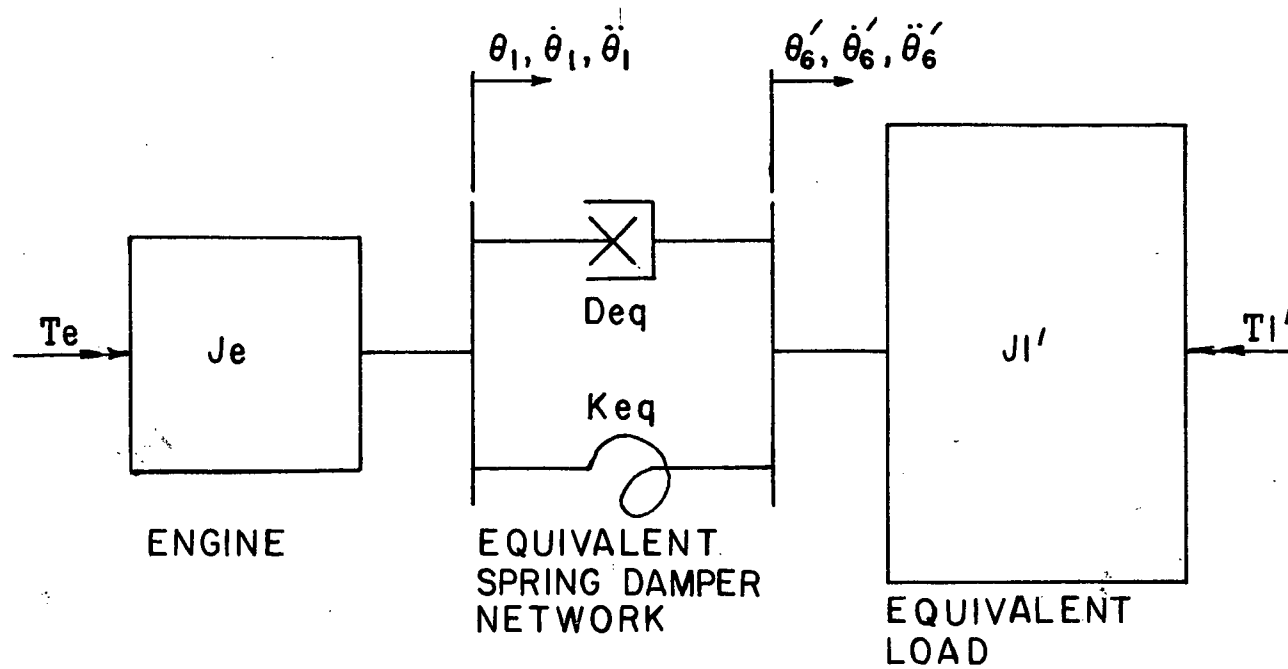 θ₁, θ̇₁, θ̈₁
θ₆′, θ̇₆′, θ̈₆′
Te
Je
Deq
Keq
Jl′
Tl′
ENGINE
EQUIVALENT
SPRING DAMPER
NETWORK
EQUIVALENT
LOAD